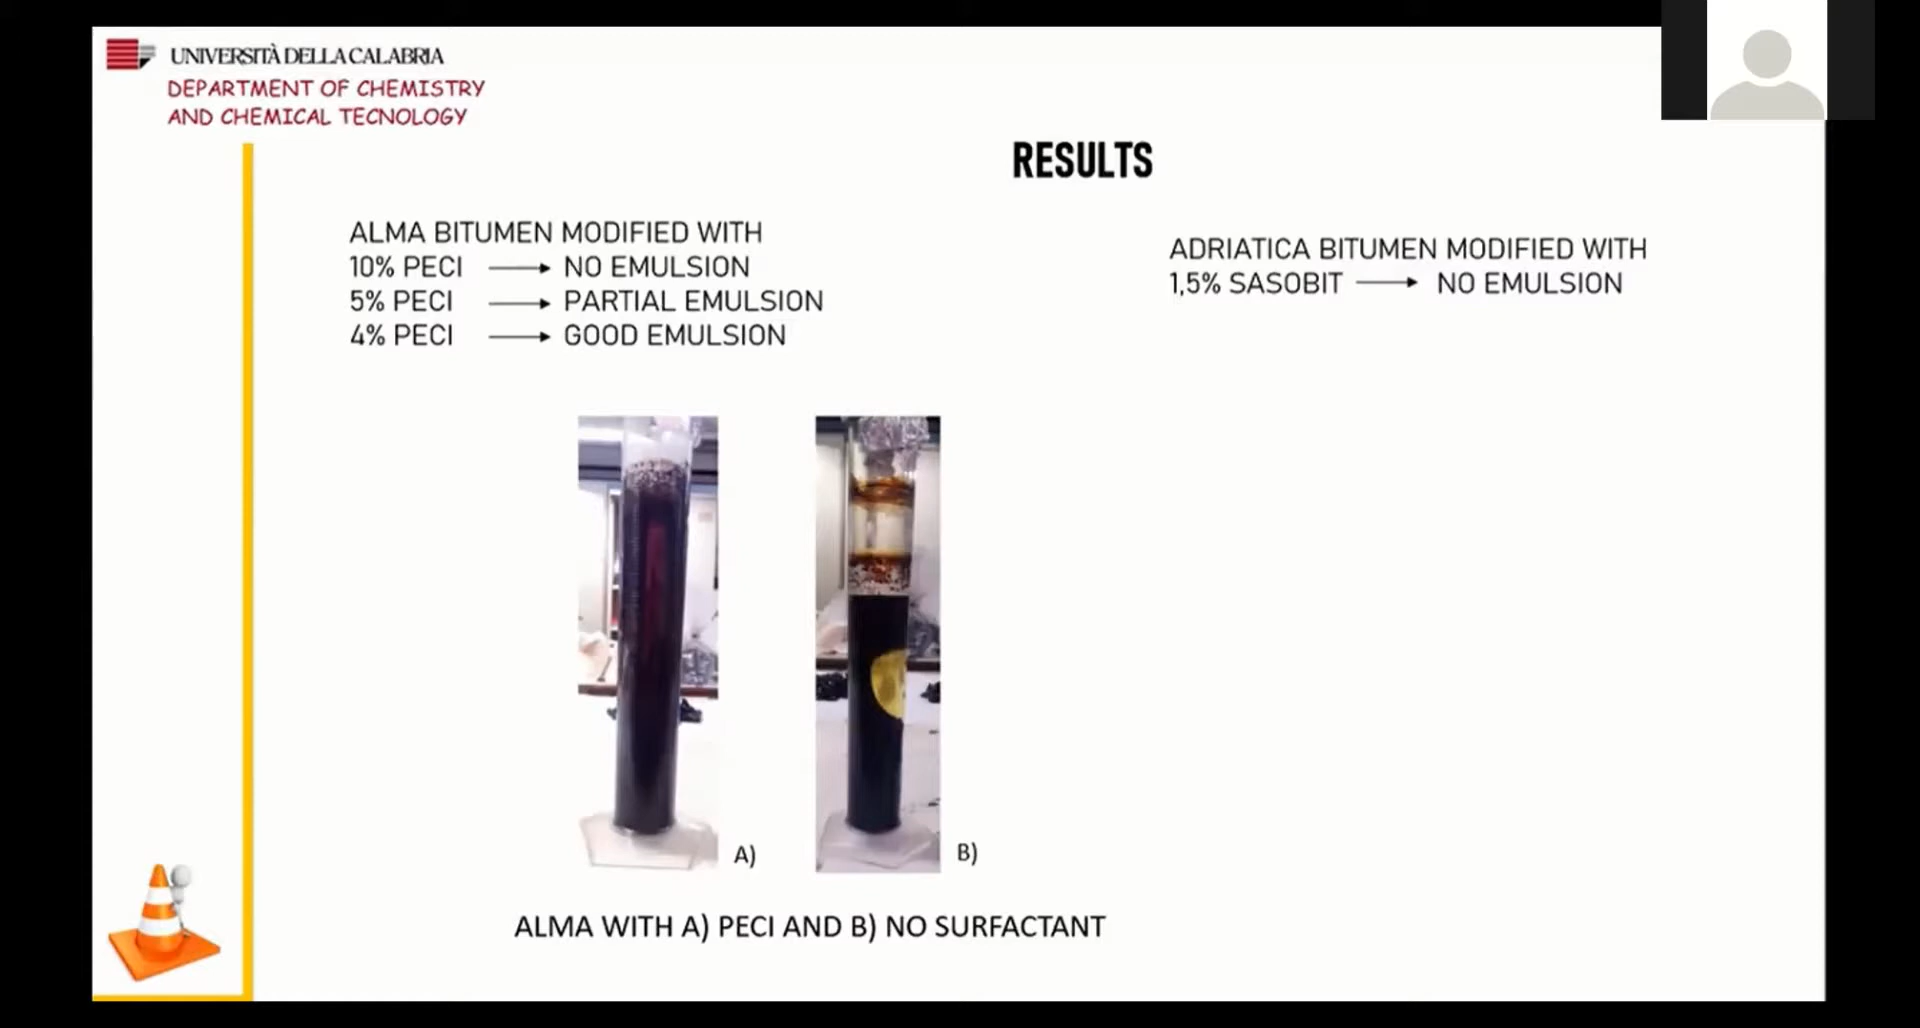 UNIVERSITÀ DELLA CALABRIA
DEPARTMENT OF CHEMISTRY
AND CHEMICAL TECNOLOGY
RESULTS
ALMA BITUMEN MODIFIED WITH
10% PECI → NO EMULSION
5% PECI → PARTIAL EMULSION
4% PECI → GOOD EMULSION
ADRIATICA BITUMEN MODIFIED WITH
1,5% SASOBIT → NO EMULSION
A)
B)
ALMA WITH A) PECI AND B) NO SURFACTANT